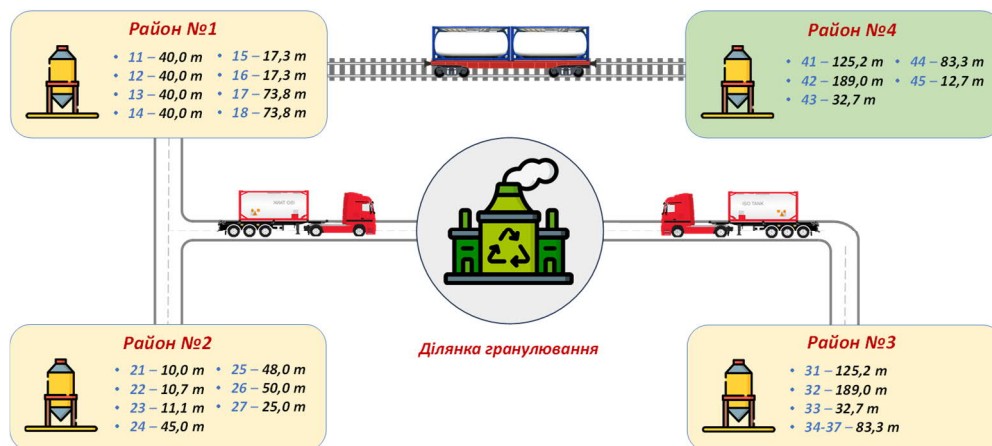 Район №1
• 11 – 40,0 т
• 12 – 40,0 т
• 13 – 40,0 т
• 14 – 40,0 т
• 15 – 17,3 т
• 16 – 17,3 т
• 17 – 73,8 т
• 18 – 73,8 т
Район №4
• 41 – 125,2 т
• 42 – 189,0 т
• 43 – 32,7 т
• 44 – 83,3 т
• 45 – 12,7 т
ISO TANK
Ділянка гранулювання
Район №2
• 21 – 10,0 т
• 22 – 10,7 т
• 23 – 11,1 т
• 24 – 45,0 т
• 25 – 48,0 т
• 26 – 50,0 т
• 27 – 25,0 т
Район №3
• 31 – 125,2 т
• 32 – 189,0 т
• 33 – 32,7 т
• 34-37 – 83,3 т